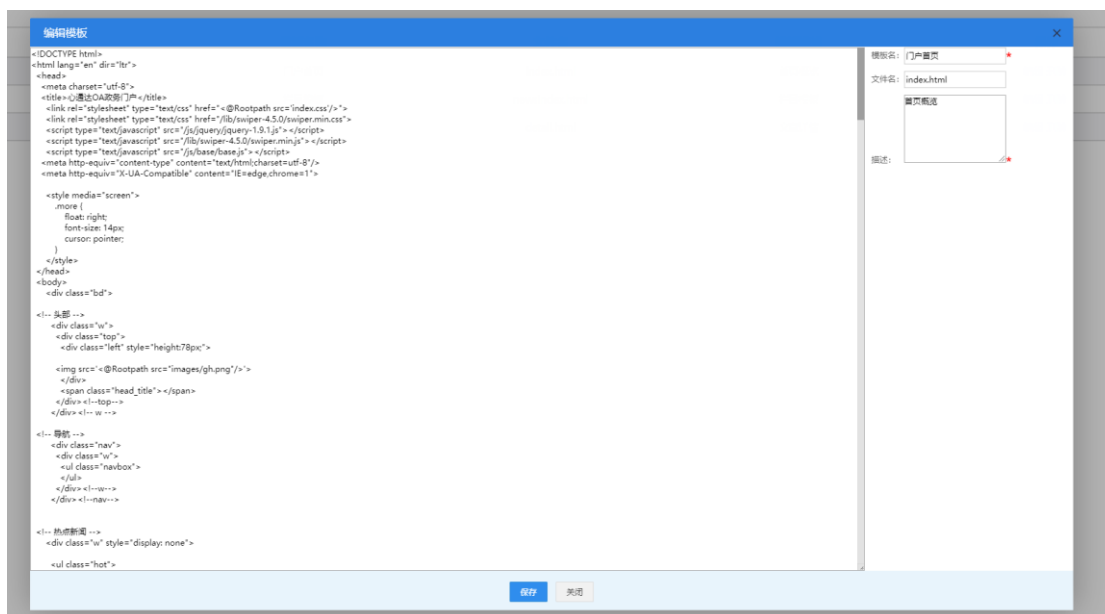 编辑模板
<!DOCTYPE html>
<html lang="en" dir="ltr">
<head>
<meta charset="utf-8">
<title>心通达OA政务门户</title>
<link rel="stylesheet" type="text/css" href="<@Rootpath src='index.css'/>">
<link rel="stylesheet" type="text/css" href="/lib/swiper-4.5.0/swiper.min.css">
<script type="text/javascript" src="/js/jquery/jquery-1.9.1.js"></script>
<script type="text/javascript" src="/lib/swiper-4.5.0/swiper.min.js"></script>
<script type="text/javascript" src="/js/base/base.js"></script>
<meta http-equiv="content-type" content="text/html;charset=utf-8"/>
<meta http-equiv="X-UA-Compatible" content="IE=edge,chrome=1">
<style media="screen">
.more {
float: right;
font-size: 14px;
cursor: pointer;
}
</style>
</head>
<body>
<div class="bd">
<!-- 头部 -->
<div class="w">
<div class="top">
<div class="left" style="height:78px;">
<img src='<@Rootpath src="images/gh.png"/>'>
</div>
<span class="head_title"></span>
</div><!--top-->
</div><!-- w -->
<!-- 导航 -->
<div class="nav">
<div class="w">
<ul class="navbox">
</ul>
</div><!--w-->
</div><!--nav-->
<!-- 热点新闻 -->
<div class="w" style="display: none">
<ul class="hot">
模板名: 门户首页 *
文件名: index.html
首页概览
描述: *
保存 关闭